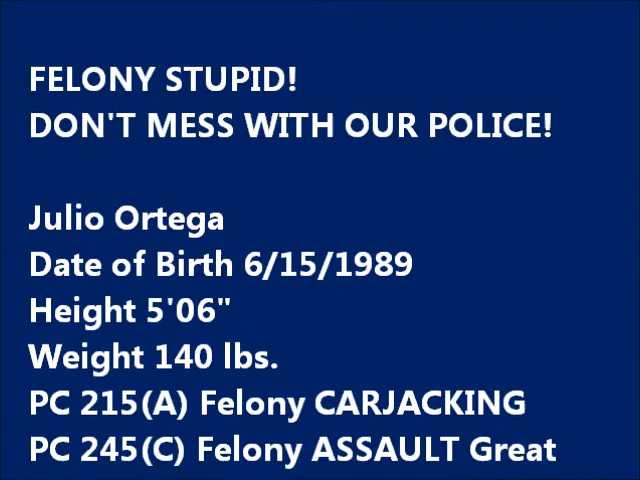 FELONY STUPID!
DON'T MESS WITH OUR POLICE!
Julio Ortega
Date of Birth 6/15/1989
Height 5'06"
Weight 140 lbs.
PC 215(A) Felony CARJACKING
PC 245(C) Felony ASSAULT Great